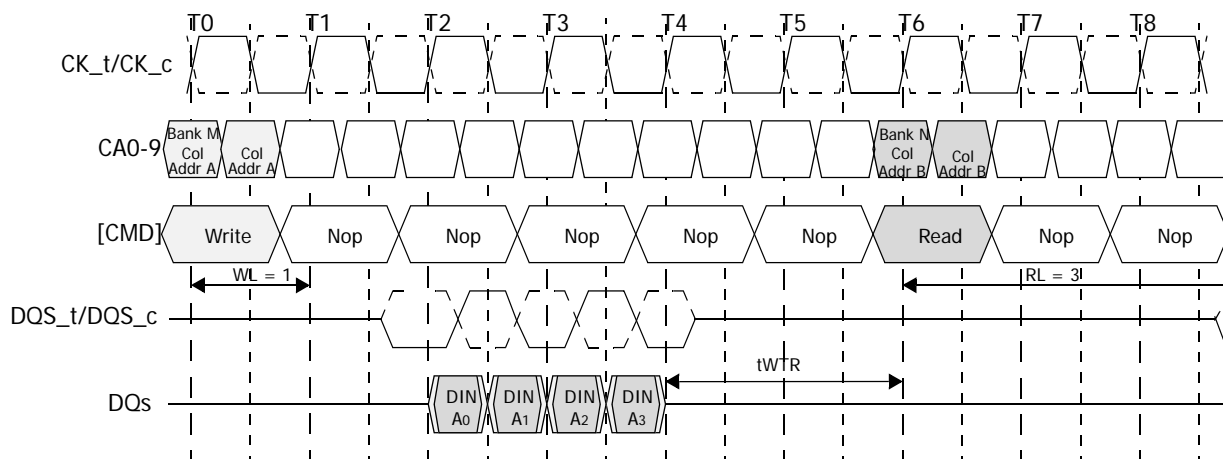 T0 T1 T2 T3 T4 T5 T6 T7 T8
CK_t/CK_c
CA0-9
Bank M
Col
Addr A
Col
Addr A
Bank N
Col
Addr B
Col
Addr B
[CMD]
Write Nop Nop Nop Nop Nop Read Nop Nop
WL = 1
RL = 3
DQS_t/DQS_c
tWTR
DQs
DIN
A0
DIN
A1
DIN
A2
DIN
A3